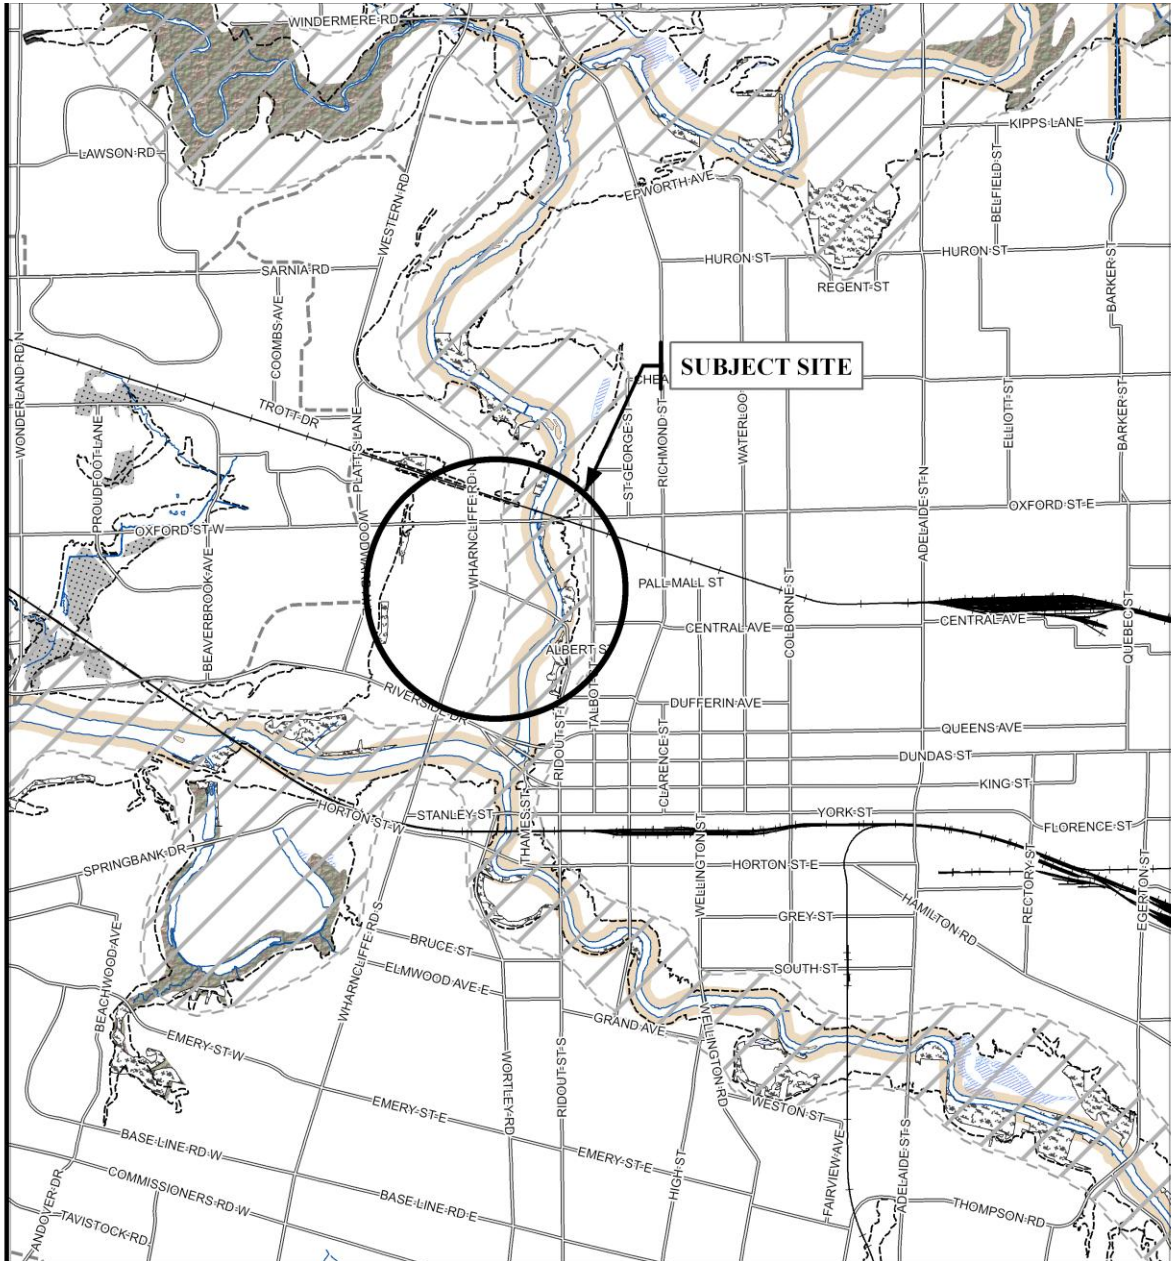 WINDERMERE RD
KIPPS LANE
LAWSON RD
BELFIELD ST
EPWORTH AVE
WESTERN RD
HURON ST
HURON ST
SARNIA RD
REGENT ST
BARKER ST
COOMBS AVE
WONDERLAND RD N
SUBJECT SITE
TROTT DR
PLATT'S LANE
ST GEORGE ST
RICHMOND ST
WATERLOO
ELLIOTT ST
BARKER ST
PROUDFOOT LANE
WHARNCLIFFE RD N
ADELAIDE ST N
OXFORD ST W
OXFORD ST E
BEAVERBROOK AVE
PALL MALL ST
COLBORNE ST
CENTRAL AVE
CENTRAL AVE
QUEBEC ST
ALBERT ST
TALBOT ST
RIVERSIDE DR
DUFFERIN AVE
RIDOUT ST
CLARENCE ST
QUEENS AVE
DUNDAS ST
KING ST
HORTON ST W
STANLEY ST
THAMES ST
YORK ST
FLORENCE ST
SPRINGBANK DR
WELLINGTON ST
HORTON ST E
RECTORY ST
EGERTON ST
HAMILTON RD
GREY ST
BEACHWOOD AVE
WHARNCLIFFE RD S
BRUCE ST
ELMWOOD AVE E
SOUTH ST
GRAND AVE
WELLINGTON RD
EMERY ST W
WORTLEY RD
RIDOUT ST S
WESTON ST
EMERY ST E
EMERY ST E
BASE LINE RD W
COMMISSIONERS RD W
BASE LINE RD E
HIGH ST
FAIRVIEW AVE
ADELAIDE ST S
THOMPSON RD
ANDOVER DR
TAVISTOCK RD